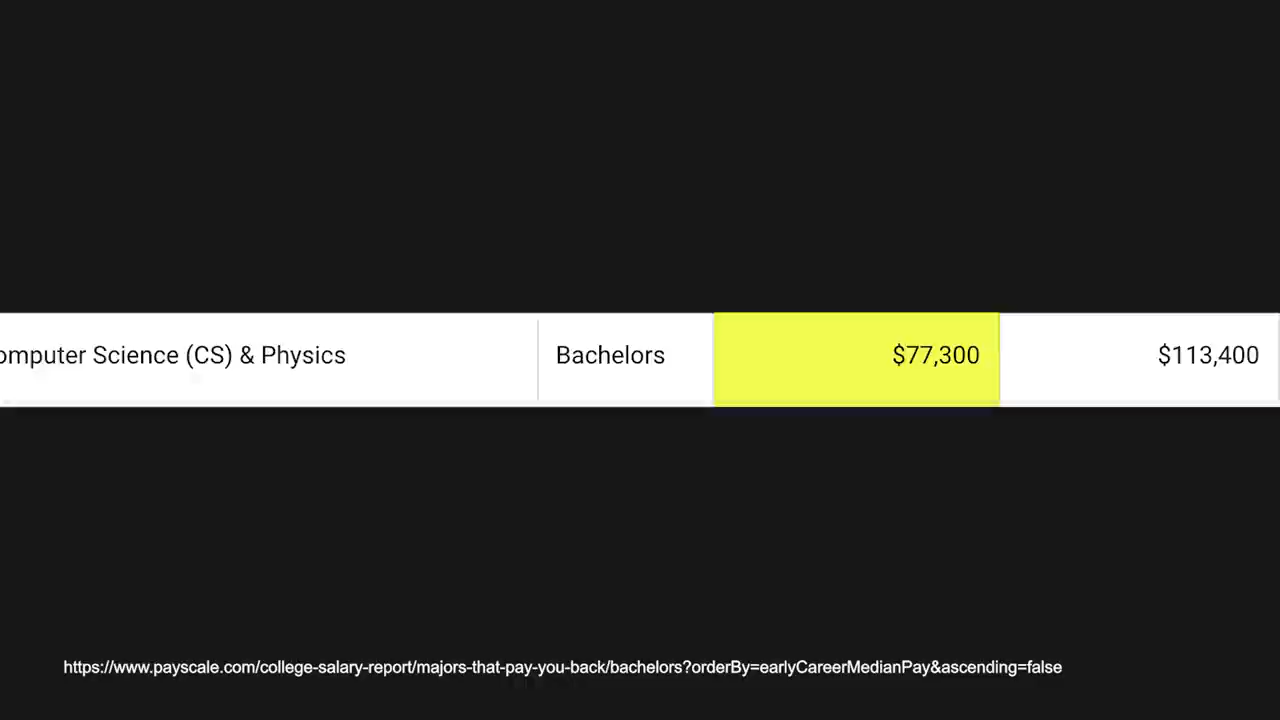 omputer Science (CS) & Physics Bachelors $77,300 $113,400
https://www.payscale.com/college-salary-report/majors-that-pay-you-back/bachelors?orderBy=earlyCareerMedianPay&ascending=false